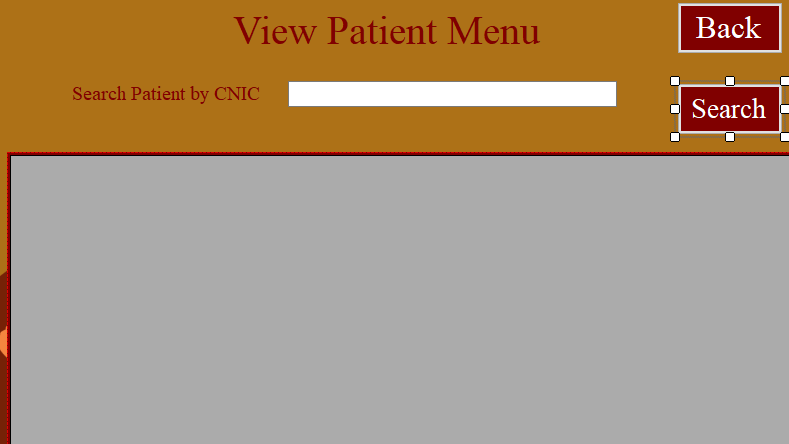 View Patient Menu
Back
Search Patient by CNIC
Search